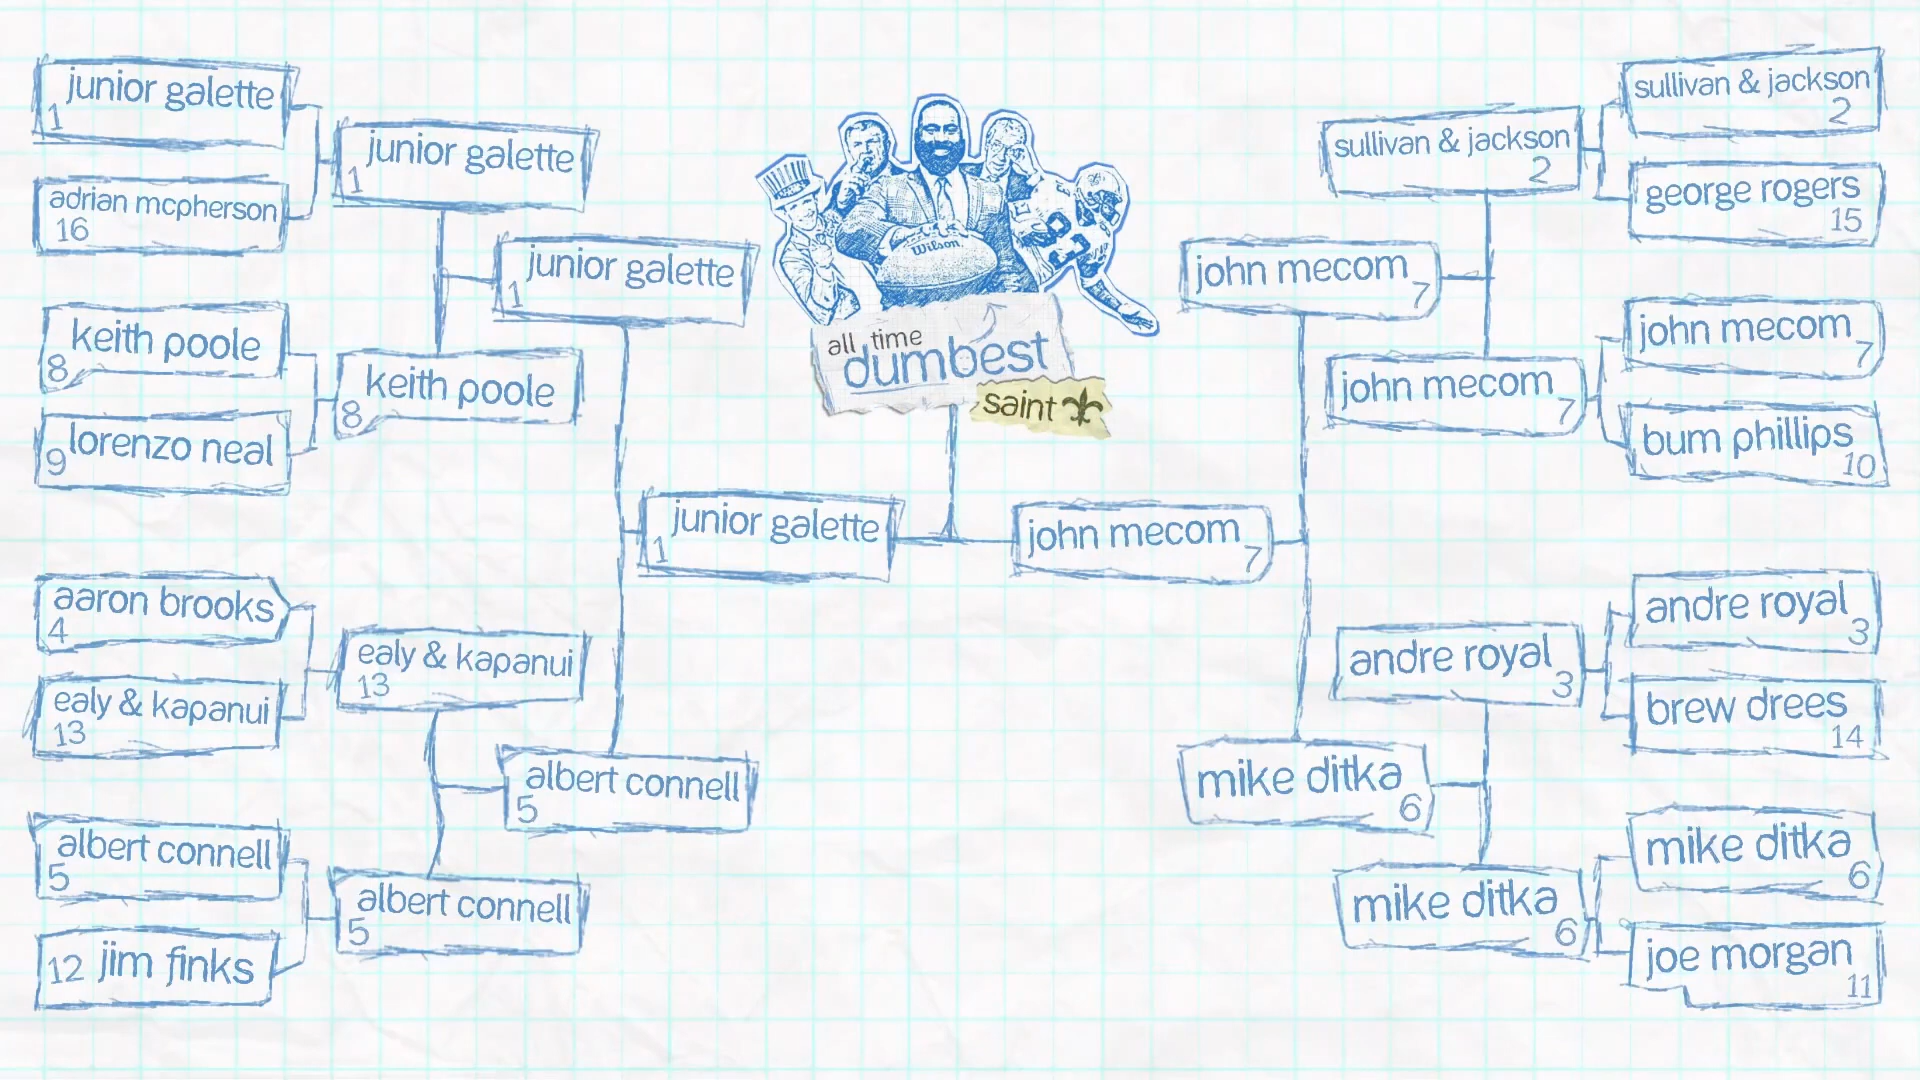 junior galette
1
adrian mcpherson
16
keith poole
8
lorenzo neal
9
aaron brooks
4
ealy & kapanui
13
albert connell
5
12 jim finks
junior galette
1
keith poole
8
ealy & kapanui
13
albert connell
5
junior galette
1
albert connell
5
junior galette
1
Wilson
all time
dumbest
saint
john mecom
7
john mecom
7
mike ditka
6
sullivan & jackson
2
john mecom
7
andre royal
3
mike ditka
6
sullivan & jackson
2
george rogers
15
john mecom
7
bum phillips
10
andre royal
3
brew drees
14
mike ditka
6
joe morgan
11